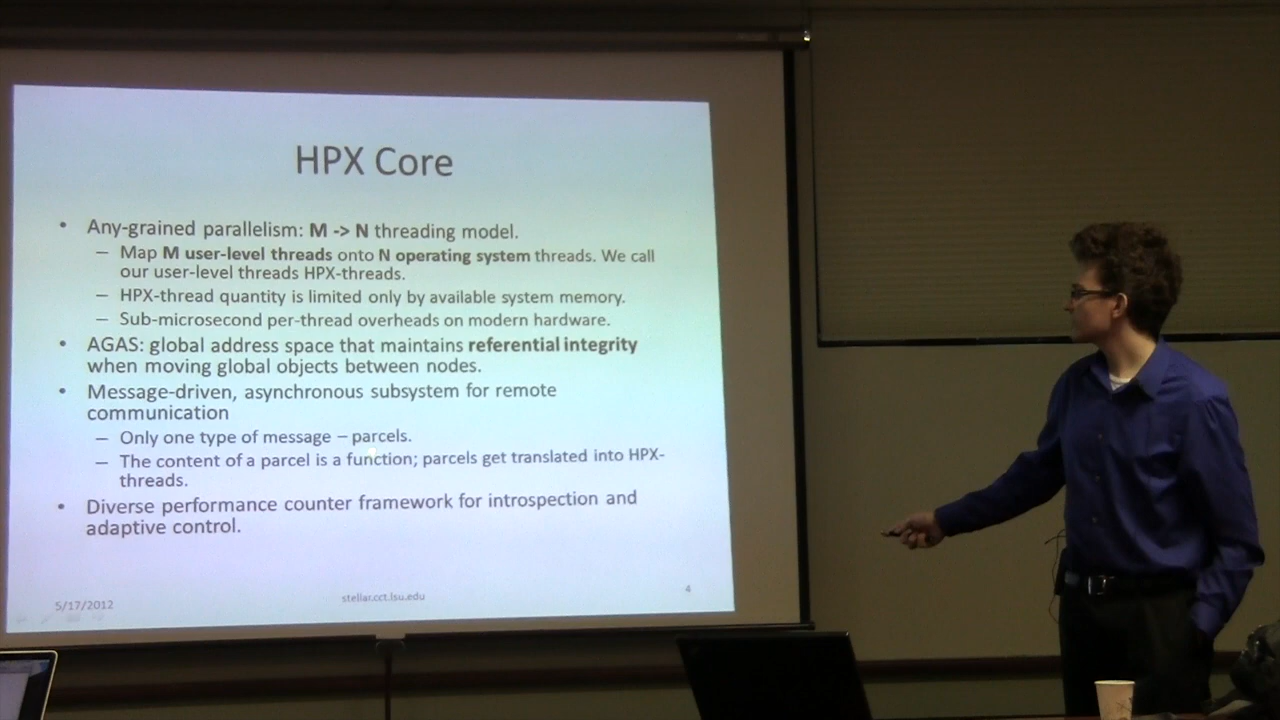 HPX Core
• Any-grained parallelism: M -> N threading model.
– Map M user-level threads onto N operating system threads. We call
our user-level threads HPX-threads.
– HPX-thread quantity is limited only by available system memory.
– Sub-microsecond per-thread overheads on modern hardware.
• AGAS: global address space that maintains referential integrity
when moving global objects between nodes.
• Message-driven, asynchronous subsystem for remote
communication
– Only one type of message – parcels.
– The content of a parcel is a function; parcels get translated into HPX-
threads.
• Diverse performance counter framework for introspection and
adaptive control.
5/17/2012
stellar.cct.lsu.edu
4